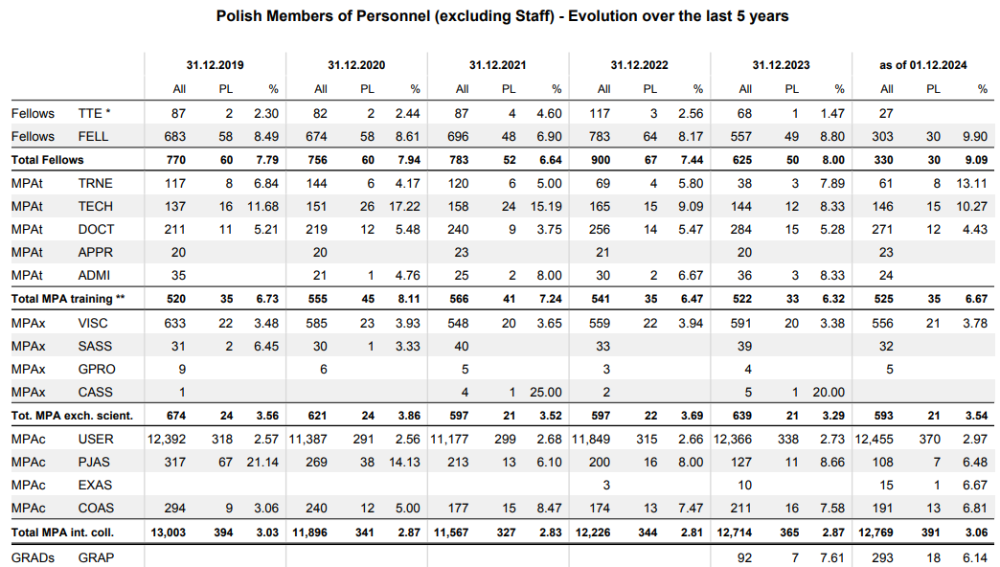 Polish Members of Personnel (excluding Staff) - Evolution over the last 5 years
31.12.2019 31.12.2020 31.12.2021 31.12.2022 31.12.2023 as of 01.12.2024
All PL % All PL % All PL % All PL % All PL % All PL %
Fellows TTE * 87 2 2.30 82 2 2.44 87 4 4.60 117 3 2.56 68 1 1.47 27
Fellows FELL 683 58 8.49 674 58 8.61 696 48 6.90 783 64 8.17 557 49 8.80 303 30 9.90
Total Fellows 770 60 7.79 756 60 7.94 783 52 6.64 900 67 7.44 625 50 8.00 330 30 9.09
MPAt TRNE 117 8 6.84 144 6 4.17 120 6 5.00 69 4 5.80 38 3 7.89 61 8 13.11
MPAt TECH 137 16 11.68 151 26 17.22 158 24 15.19 165 15 9.09 144 12 8.33 146 15 10.27
MPAt DOCT 211 11 5.21 219 12 5.48 240 9 3.75 256 14 5.47 284 15 5.28 271 12 4.43
MPAt APPR 20 20 23 21 20 23
MPAt ADMI 35 21 1 4.76 25 2 8.00 30 2 6.67 36 3 8.33 24
Total MPA training ** 520 35 6.73 555 45 8.11 566 41 7.24 541 35 6.47 522 33 6.32 525 35 6.67
MPAx VISC 633 22 3.48 585 23 3.93 548 20 3.65 559 22 3.94 591 20 3.38 556 21 3.78
MPAx SASS 31 2 6.45 30 1 3.33 40 33 39 32
MPAx GPRO 9 6 5 3 4 5
MPAx CASS 1 4 1 25.00 2 5 1 20.00
Tot. MPA exch. scient. 674 24 3.56 621 24 3.86 597 21 3.52 597 22 3.69 639 21 3.29 593 21 3.54
MPAc USER 12,392 318 2.57 11,387 291 2.56 11,177 299 2.68 11,849 315 2.66 12,366 338 2.73 12,455 370 2.97
MPAc PJAS 317 67 21.14 269 38 14.13 213 13 6.10 200 16 8.00 127 11 8.66 108 7 6.48
MPAc EXAS 3 10 15 1 6.67
MPAc COAS 294 9 3.06 240 12 5.00 177 15 8.47 174 13 7.47 211 16 7.58 191 13 6.81
Total MPA int. coll. 13,003 394 3.03 11,896 341 2.87 11,567 327 2.83 12,226 344 2.81 12,714 365 2.87 12,769 391 3.06
GRADs GRAP 92 7 7.61 293 18 6.14